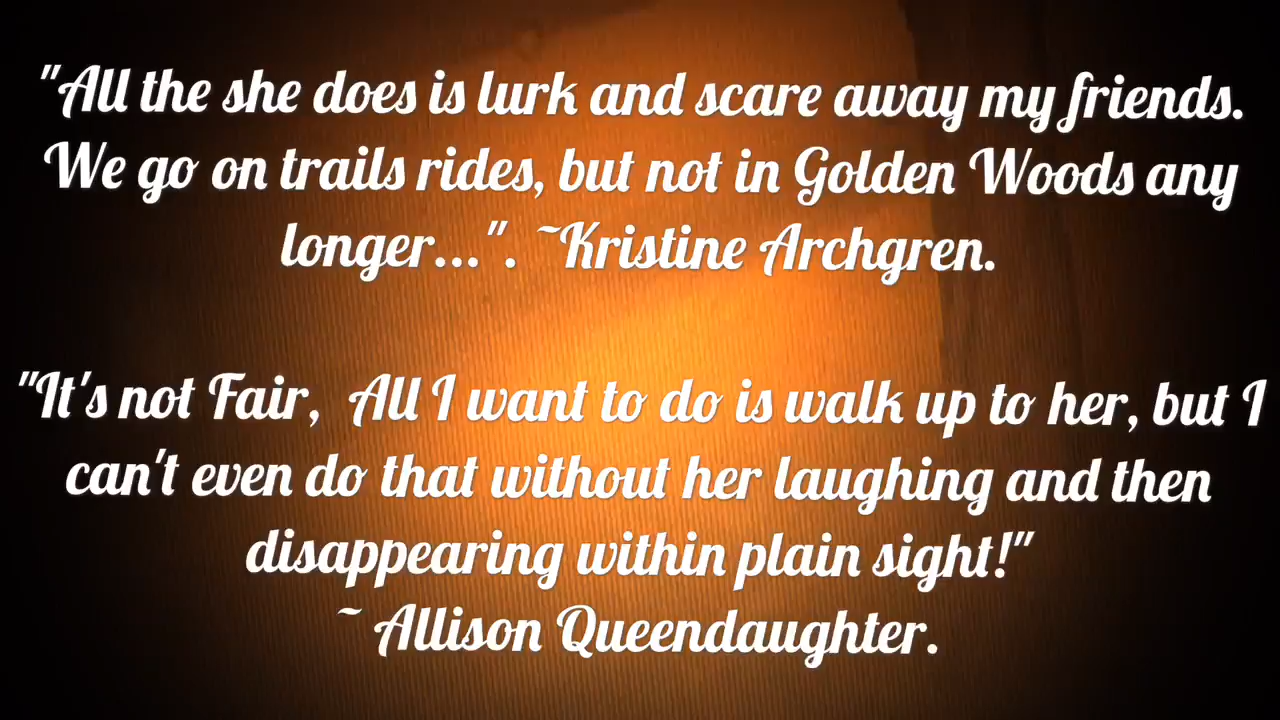 "All the she does is lurk and scare away my friends.
We go on trails rides, but not in Golden Woods any
longer...". ~Kristine Archgren.
"It's not Fair, All I want to do is walk up to her, but I
can't even do that without her laughing and then
disappearing within plain sight!"
~ Allison Queendaughter.